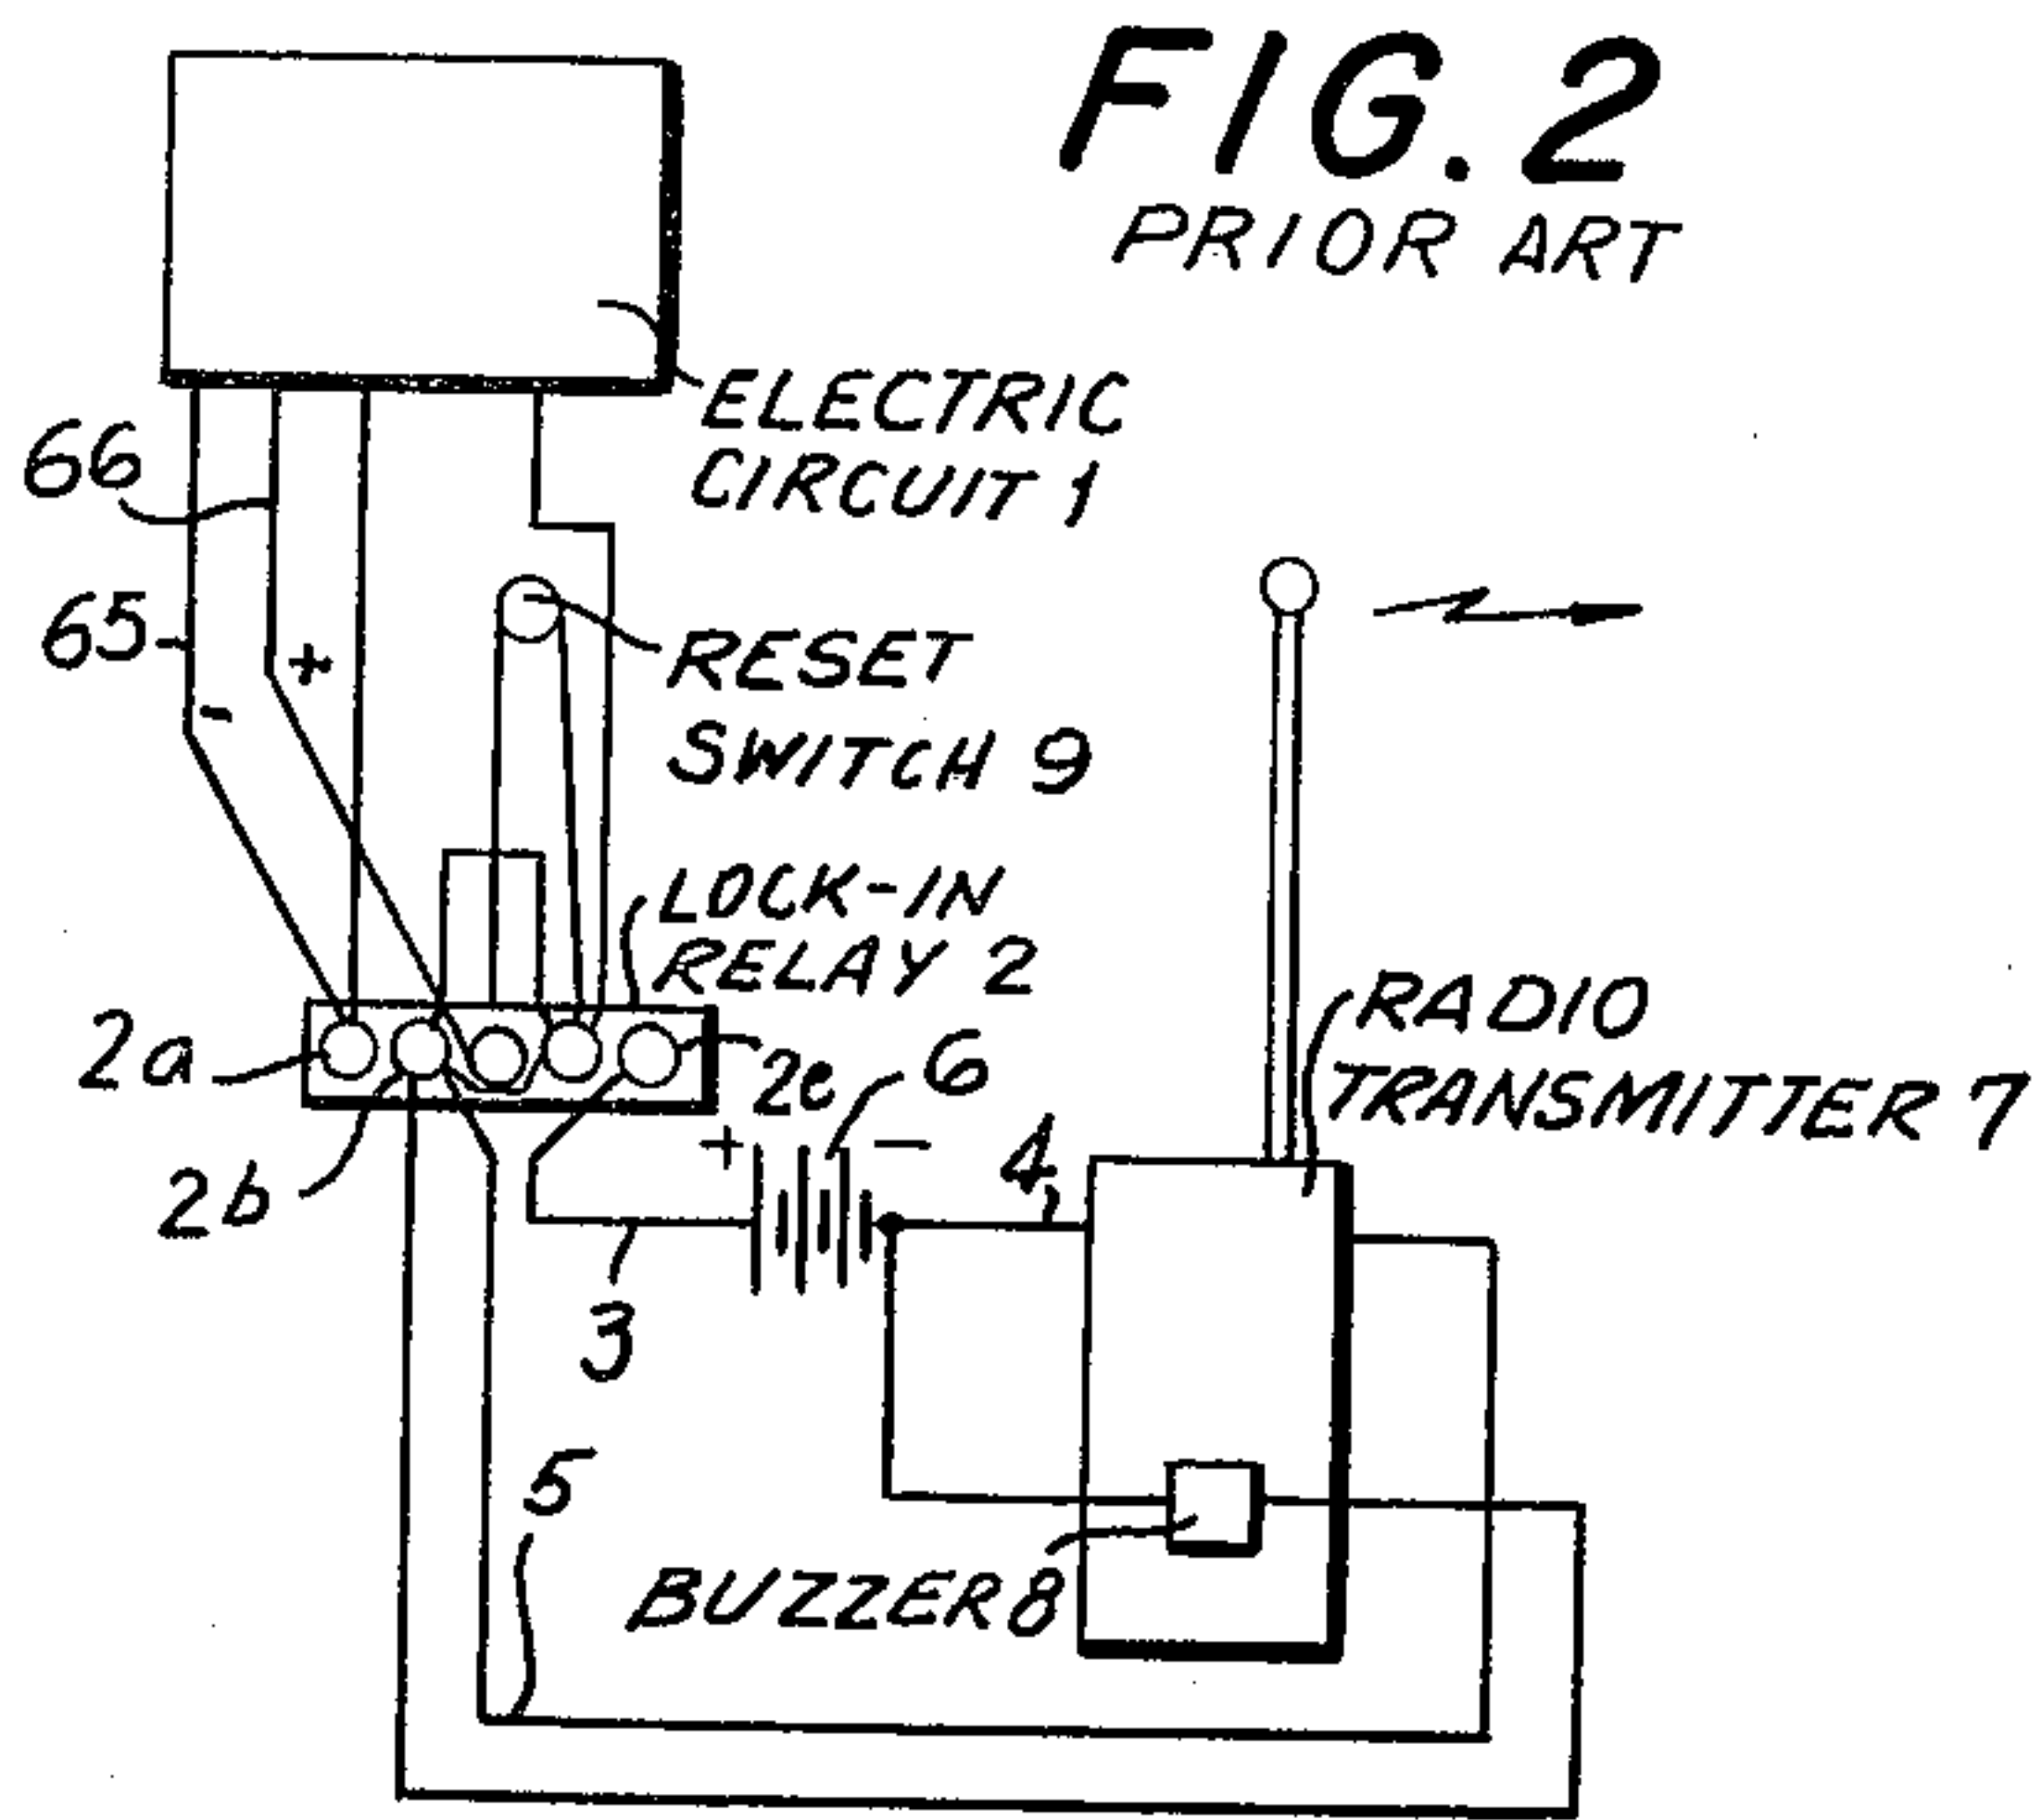 FIG. 2
PRIOR ART
ELECTRIC
CIRCUIT 1
66
65
+
-
RESET
SWITCH 9
LOCK-IN
RELAY 2
2a
2e
6
2b
+
-
4
RADIO
TRANSMITTER 7
3
5
BUZZER 8